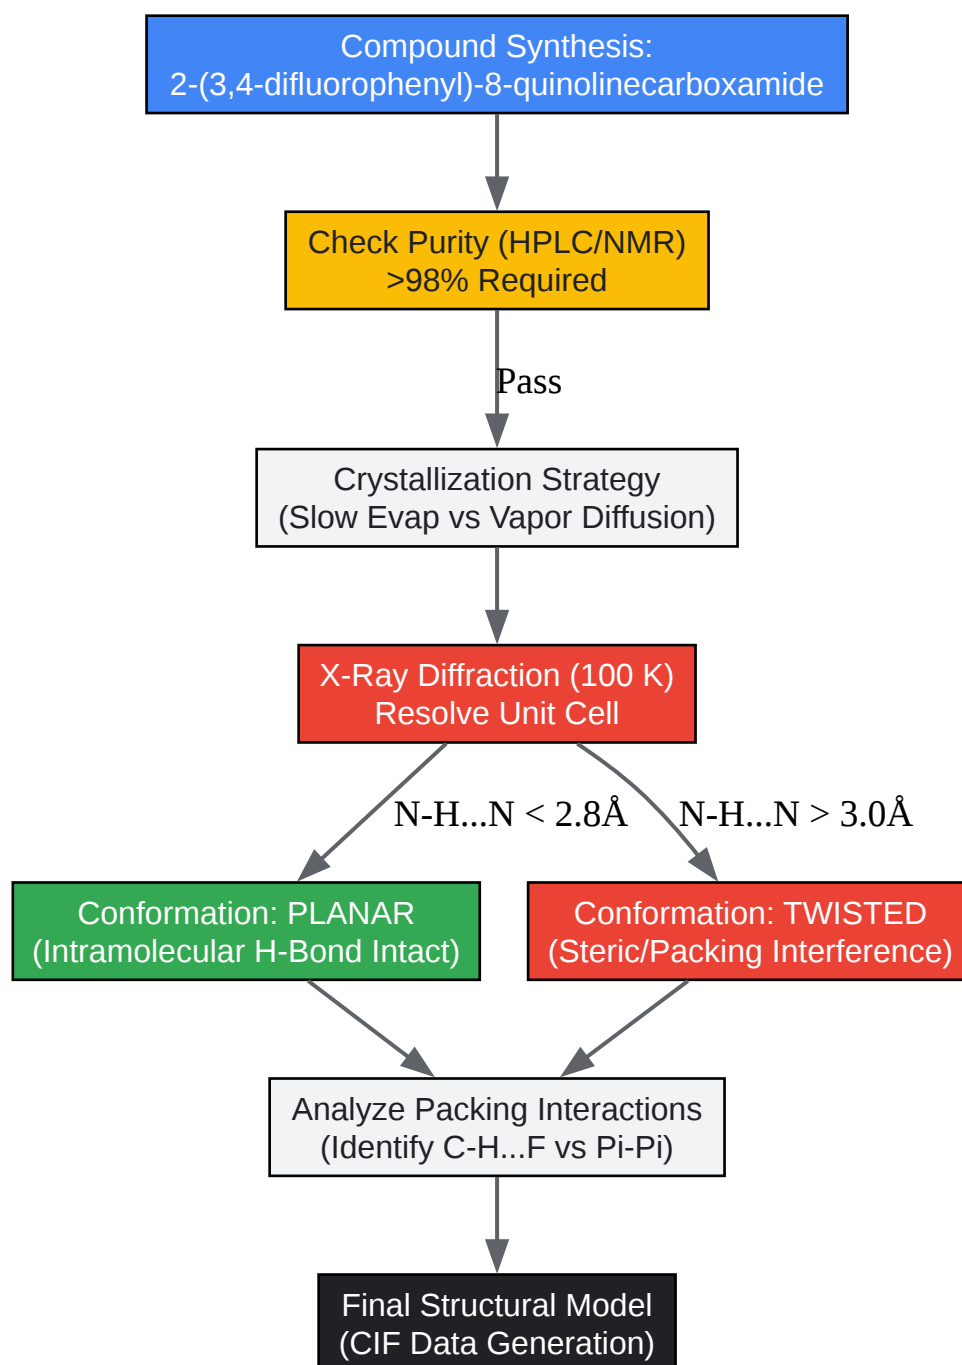 Compound Synthesis:
2-(3,4-difluorophenyl)-8-quinolinecarboxamide
Check Purity (HPLC/NMR)
>98% Required
Pass
Crystallization Strategy
(Slow Evap vs Vapor Diffusion)
X-Ray Diffraction (100 K)
Resolve Unit Cell
N-H...N < 2.8Å
N-H...N > 3.0Å
Conformation: PLANAR
(Intramolecular H-Bond Intact)
Conformation: TWISTED
(Steric/Packing Interference)
Analyze Packing Interactions
(Identify C-H...F vs Pi-Pi)
Final Structural Model
(CIF Data Generation)